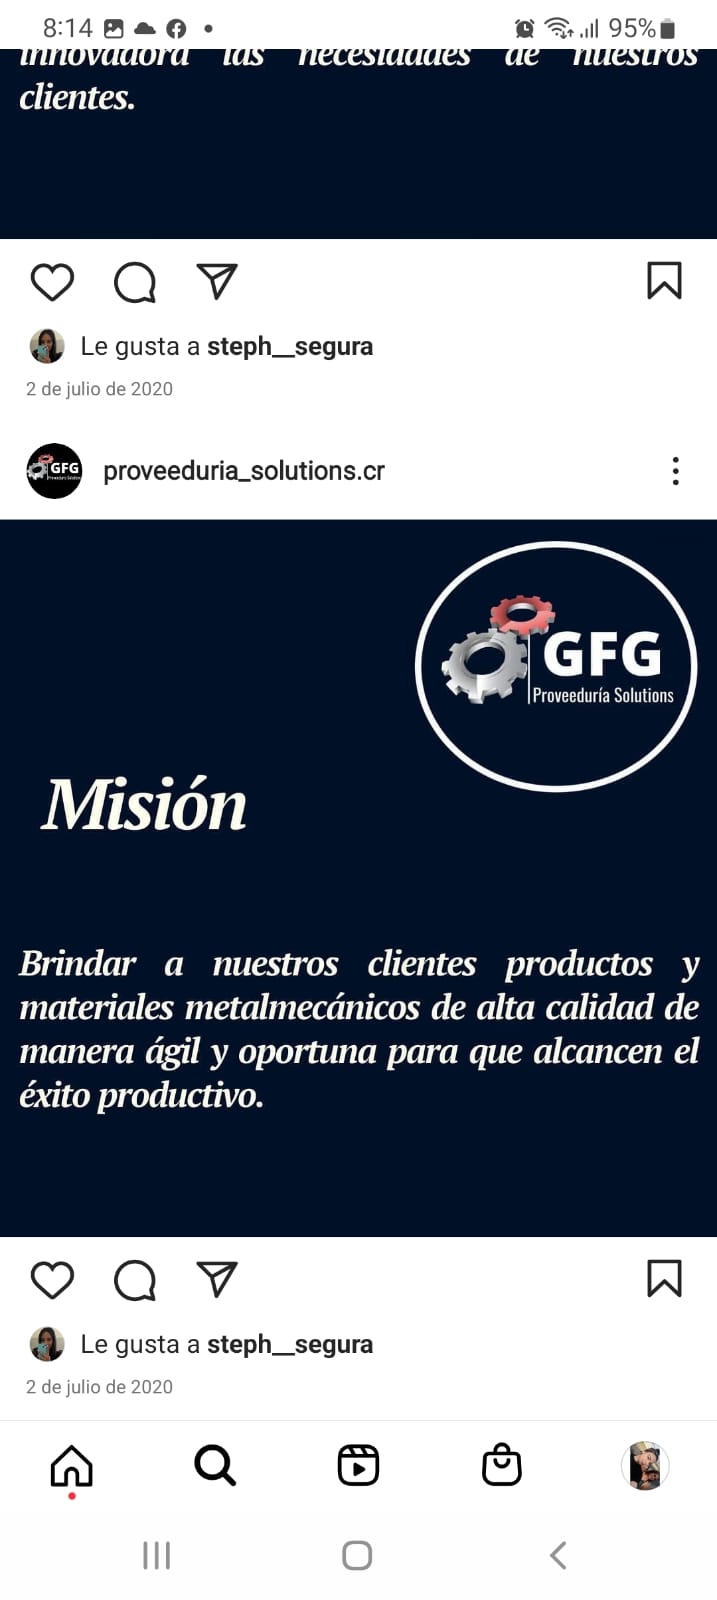 8:14
95%
innovadora las necesidades de nuestros
clientes.
Le gusta a steph__segura
2 de julio de 2020
GFG
proveeduria_solutions.cr
GFG
Proveeduría Solutions
Misión
Brindar a nuestros clientes productos y
materiales metalmecánicos de alta calidad de
manera ágil y oportuna para que alcancen el
éxito productivo.
Le gusta a steph__segura
2 de julio de 2020